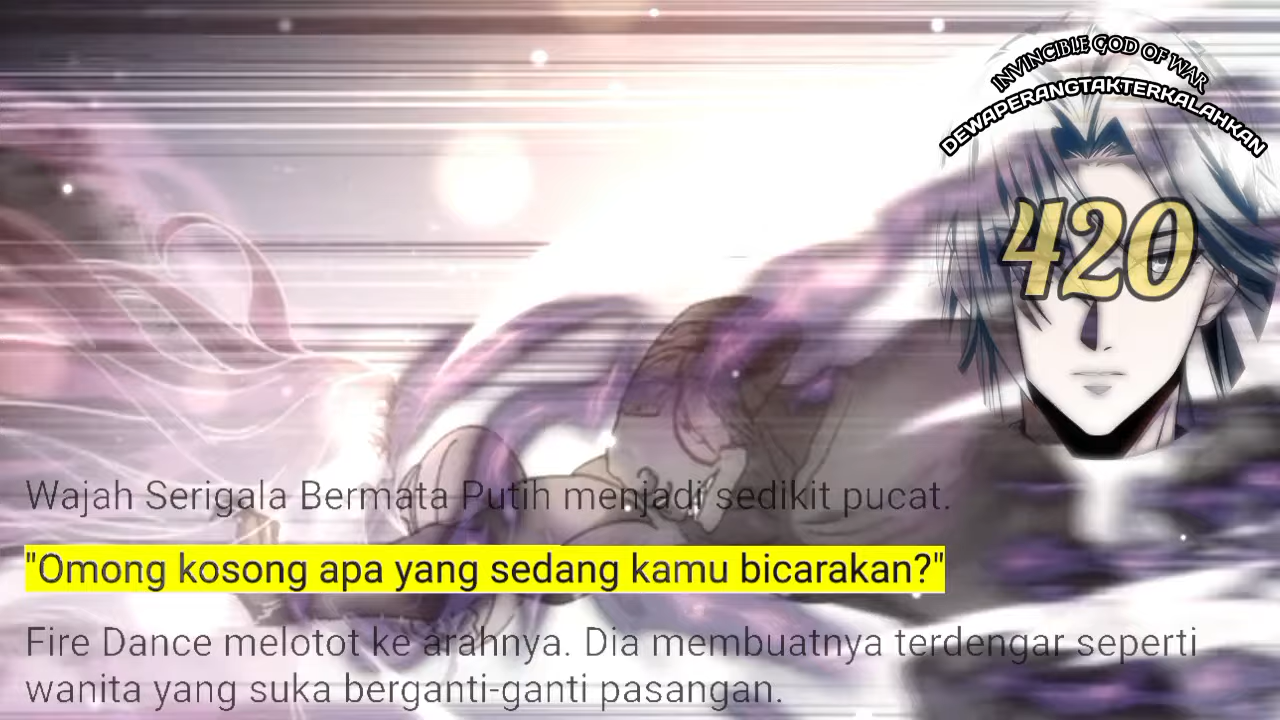 INVINCIBLE GOD OF WAR
DEWAPERANGTAKTERKALAHKAN
420
Wajah Serigala Bermata Putih menjadi sedikit pucat.
"Omong kosong apa yang sedang kamu bicarakan?"
Fire Dance melotot ke arahnya. Dia membuatnya terdengar seperti
wanita yang suka berganti-ganti pasangan.